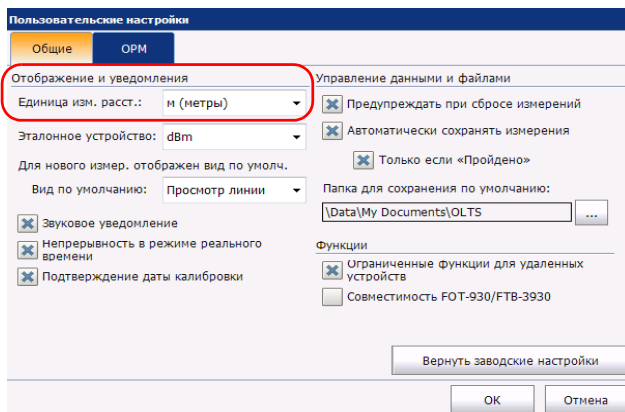 Пользовательские настройки
Общие
OPM
Отображение и уведомления
Единица изм. расст.:
м (метры)
Эталонное устройство:
dBm
Для нового измер. отображен вид по умолч.
Вид по умолчанию:
Просмотр линии
Звуковое уведомление
Непрерывность в режиме реального
времени
Подтверждение даты калибровки
Управление данными и файлами
Предупреждать при сбросе измерений
Автоматически сохранять измерения
Только если «Пройдено»
Папка для сохранения по умолчанию:
\Data\My Documents\OLTS
...
Функции
Ограниченные функции для удаленных
устройств
Совместимость FOT-930/FTB-3930
Вернуть заводские настройки
OK
Отмена